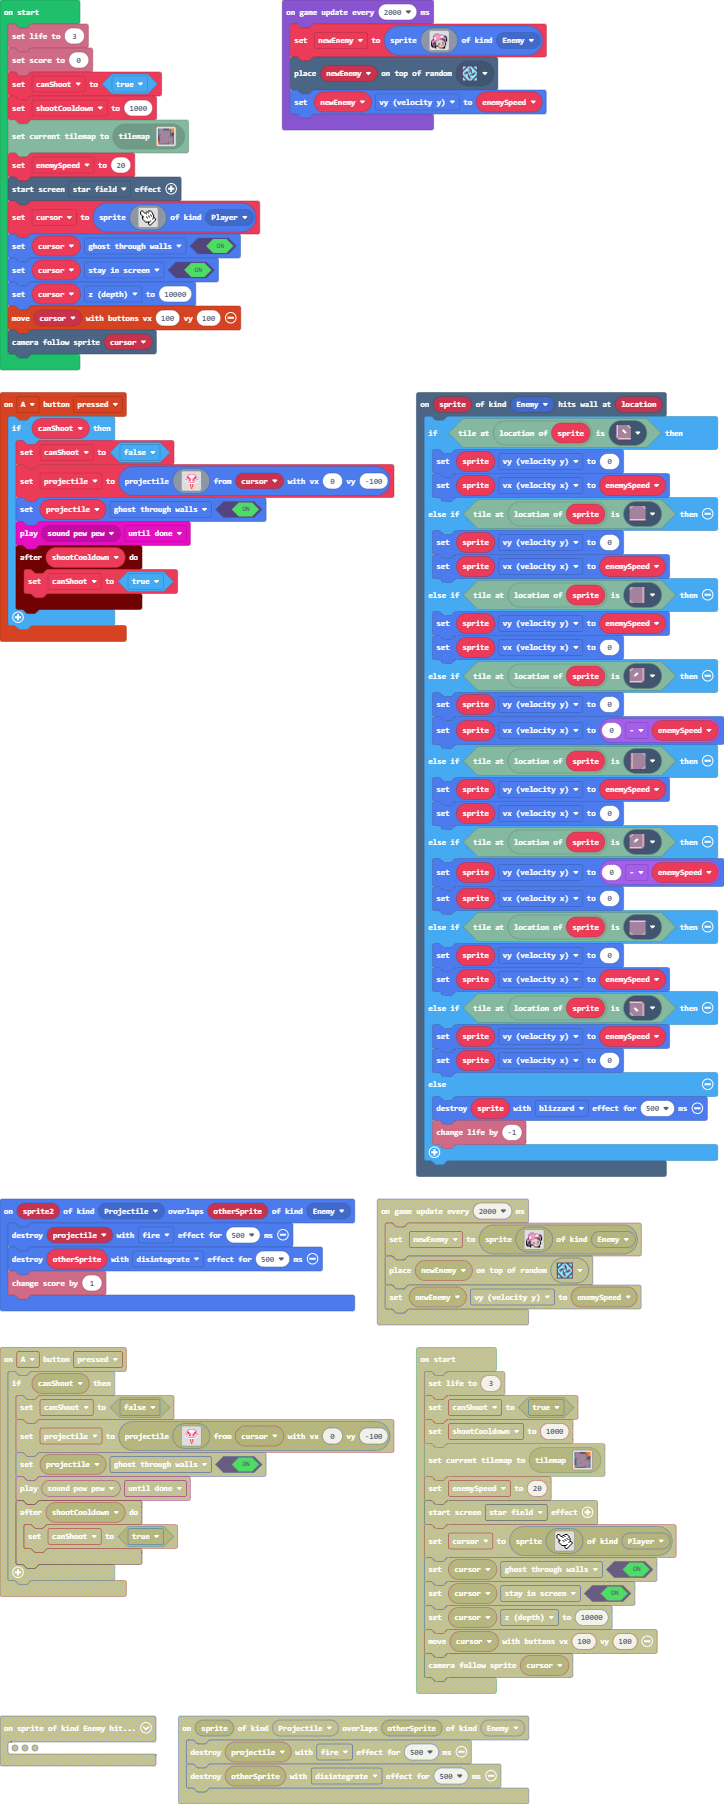 on start
set life to 3
set score to 0
set canShoot to true
set shootCooldown to 1000
set current tilemap to tilemap
set enemySpeed to 20
start screen star field effect
set cursor to sprite of kind Player
set cursor ghost through walls ON
set cursor stay in screen ON
set cursor z (depth) to 10000
move cursor with buttons vx 100 vy 100
camera follow sprite cursor
on game update every 2000 ms
set newEnemy to sprite of kind Enemy
place newEnemy on top of random
set newEnemy vy (velocity y) to enemySpeed
on A button pressed
if canShoot then
set canShoot to false
set projectile to projectile from cursor with vx 0 vy -100
set projectile ghost through walls ON
play sound pew pew until done
after shootCooldown do
set canShoot to true
on sprite of kind Enemy hits wall at location
if tile at location of sprite is then
set sprite vy (velocity y) to 0
set sprite vx (velocity x) to enemySpeed
else if tile at location of sprite is then
set sprite vy (velocity y) to 0
set sprite vx (velocity x) to enemySpeed
else if tile at location of sprite is then
set sprite vy (velocity y) to enemySpeed
set sprite vx (velocity x) to 0
else if tile at location of sprite is then
set sprite vy (velocity y) to 0
set sprite vx (velocity x) to 0 - enemySpeed
else if tile at location of sprite is then
set sprite vy (velocity y) to enemySpeed
set sprite vx (velocity x) to 0
else if tile at location of sprite is then
set sprite vy (velocity y) to 0 - enemySpeed
set sprite vx (velocity x) to 0
else if tile at location of sprite is then
set sprite vy (velocity y) to 0
set sprite vx (velocity x) to enemySpeed
else if tile at location of sprite is then
set sprite vy (velocity y) to enemySpeed
set sprite vx (velocity x) to 0
else
destroy sprite with blizzard effect for 500 ms
change life by -1
on sprite2 of kind Projectile overlaps otherSprite of kind Enemy
destroy projectile with fire effect for 500 ms
destroy otherSprite with disintegrate effect for 500 ms
change score by 1
on game update every 2000 ms
set newEnemy to sprite of kind Enemy
place newEnemy on top of random
set newEnemy vy (velocity y) to enemySpeed
on A button pressed
if canShoot then
set canShoot to false
set projectile to projectile from cursor with vx 0 vy -100
set projectile ghost through walls ON
play sound pew pew until done
after shootCooldown do
set canShoot to true
on start
set life to 3
set canShoot to true
set shootCooldown to 1000
set current tilemap to tilemap
set enemySpeed to 20
start screen star field effect
set cursor to sprite of kind Player
set cursor ghost through walls ON
set cursor stay in screen ON
set cursor z (depth) to 10000
move cursor with buttons vx 100 vy 100
camera follow sprite cursor
on sprite of kind Enemy hit...
on sprite of kind Projectile overlaps otherSprite of kind Enemy
destroy projectile with fire effect for 500 ms
destroy otherSprite with disintegrate effect for 500 ms